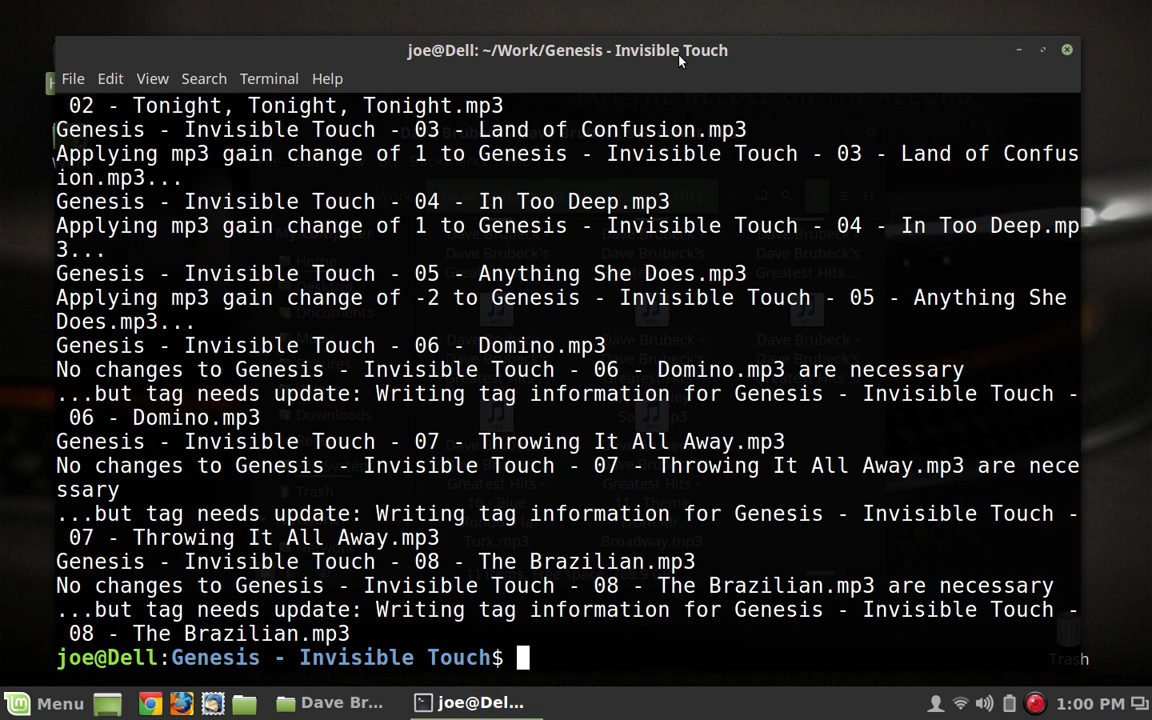 joe@Dell: ~/Work/Genesis - Invisible Touch
File Edit View Search Terminal Help
02 - Tonight, Tonight, Tonight.mp3
Genesis - Invisible Touch - 03 - Land of Confusion.mp3
Applying mp3 gain change of 1 to Genesis - Invisible Touch - 03 - Land of Confus
ion.mp3...
Genesis - Invisible Touch - 04 - In Too Deep.mp3
Applying mp3 gain change of 1 to Genesis - Invisible Touch - 04 - In Too Deep.mp
3...
Genesis - Invisible Touch - 05 - Anything She Does.mp3
Applying mp3 gain change of -2 to Genesis - Invisible Touch - 05 - Anything She
Does.mp3...
Genesis - Invisible Touch - 06 - Domino.mp3
No changes to Genesis - Invisible Touch - 06 - Domino.mp3 are necessary
...but tag needs update: Writing tag information for Genesis - Invisible Touch -
06 - Domino.mp3
Genesis - Invisible Touch - 07 - Throwing It All Away.mp3
No changes to Genesis - Invisible Touch - 07 - Throwing It All Away.mp3 are nece
ssary
...but tag needs update: Writing tag information for Genesis - Invisible Touch -
07 - Throwing It All Away.mp3
Genesis - Invisible Touch - 08 - The Brazilian.mp3
No changes to Genesis - Invisible Touch - 08 - The Brazilian.mp3 are necessary
...but tag needs update: Writing tag information for Genesis - Invisible Touch -
08 - The Brazilian.mp3
joe@Dell:Genesis - Invisible Touch$
Trash
Menu Dave Br... joe@Del... 1:00 PM